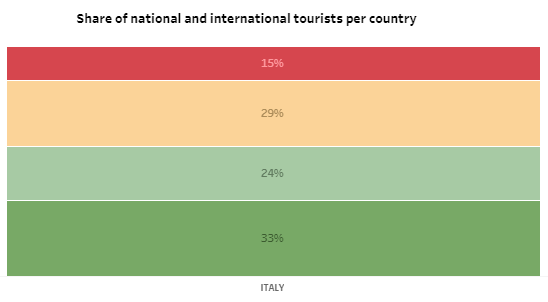 Share of national and international tourists per country
15%
29%
24%
33%
ITALY